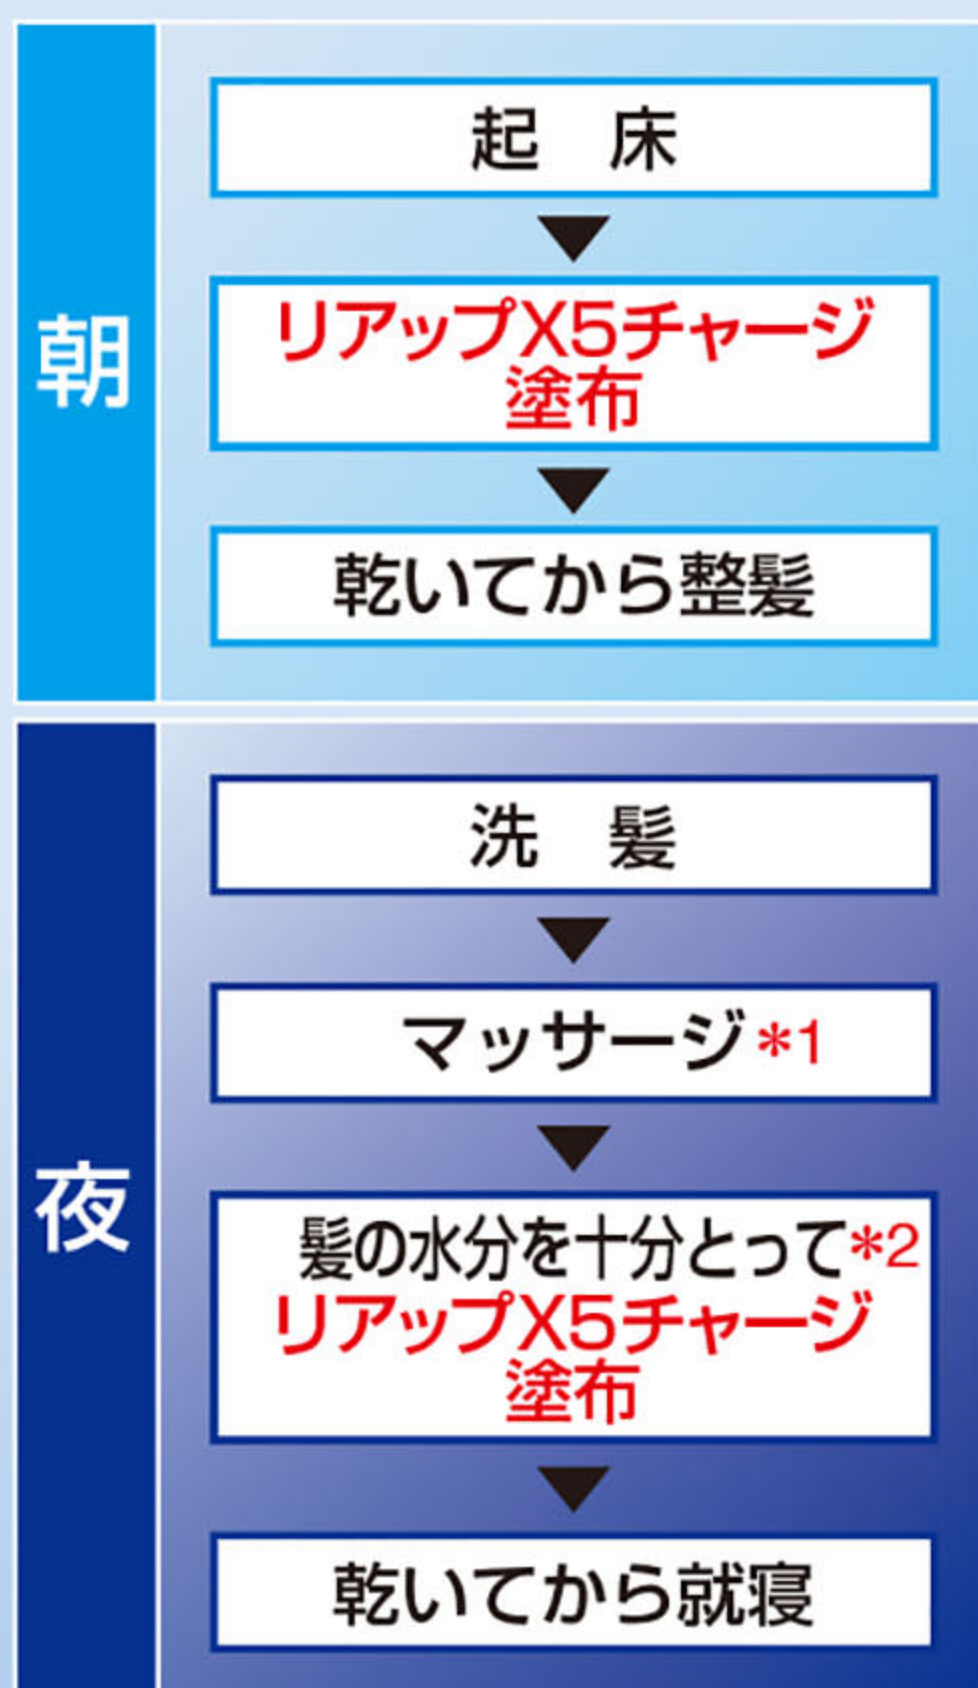 朝
起　床
リアップX5チャージ
塗布
乾いてから整髪
夜
洗　髪
マッサージ*1
髪の水分を十分とって*2
リアップX5チャージ
塗布
乾いてから就寝